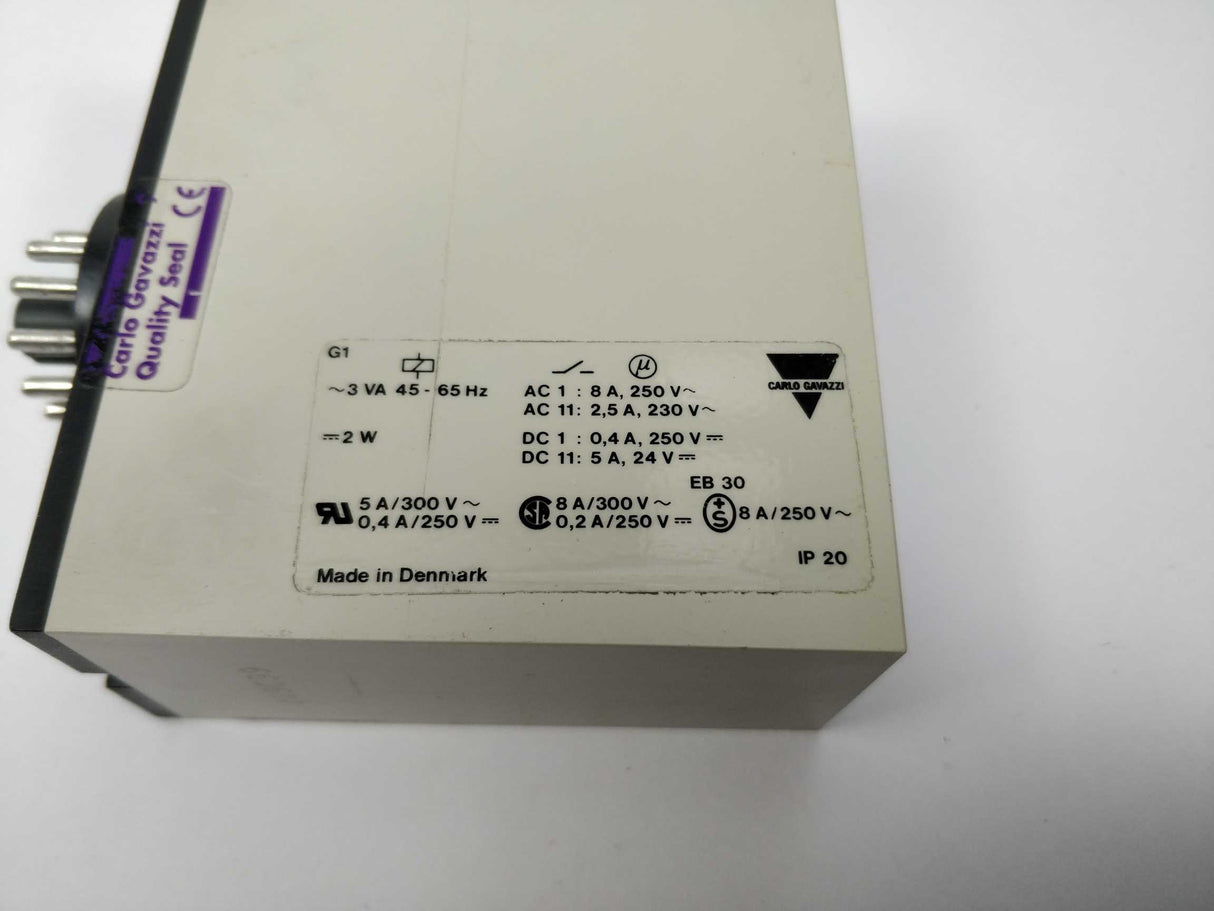 Carlo Gavazzi
Quality Seal CE
G1
~3 VA 45 - 65 Hz
⎓2 W
µ
AC 1 : 8 A, 250 V~
AC 11: 2,5 A, 230 V~
DC 1 : 0,4 A, 250 V⎓
DC 11: 5 A, 24 V⎓
CARLO GAVAZZI
EB 30
RU 5 A/300 V~
0,4 A/250 V⎓
SA 8 A/300 V~
0,2 A/250 V⎓
+S 8 A/250 V~
IP 20
Made in Denmark